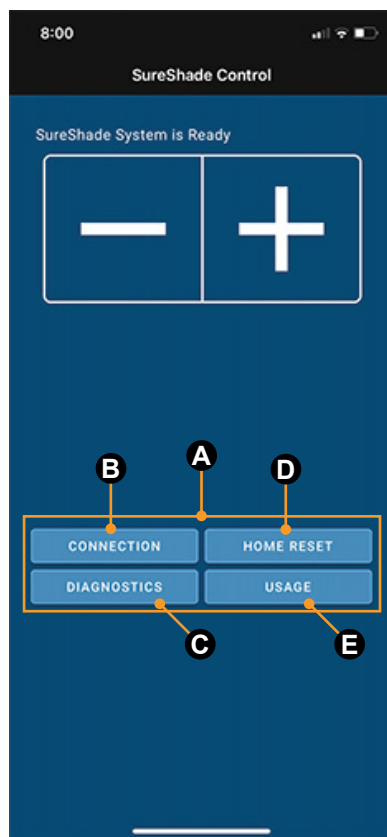 8:00
SureShade Control
SureShade System is Ready
B A D
CONNECTION HOME RESET
DIAGNOSTICS USAGE
C E